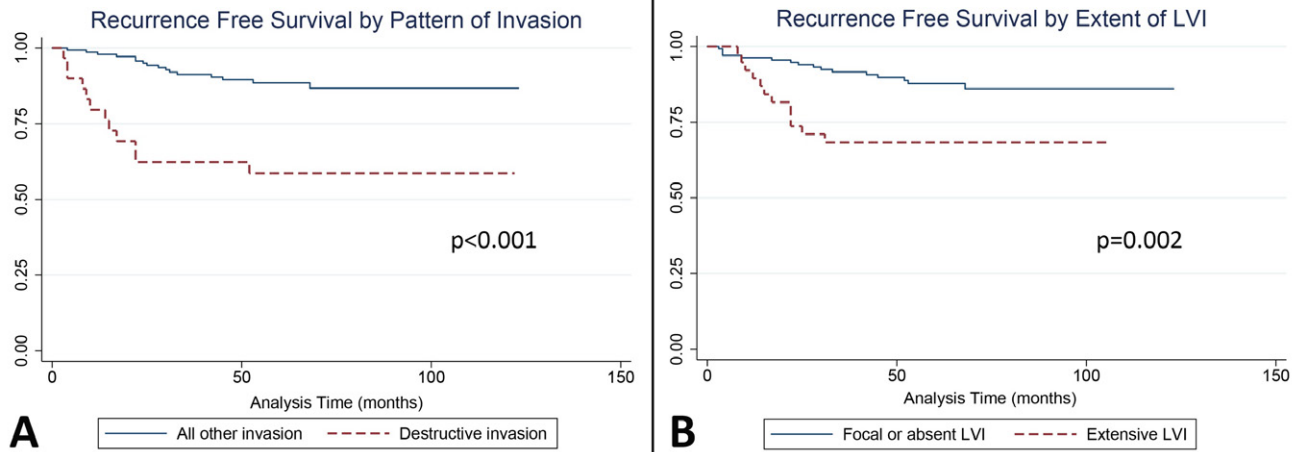 Recurrence Free Survival by Pattern of Invasion
1.00
0.75
0.50
0.25
0.00
p<0.001
0 50 100 150
Analysis Time (months)
A
All other invasion Destructive invasion
Recurrence Free Survival by Extent of LVI
1.00
0.75
0.50
0.25
0.00
p=0.002
0 50 100 150
Analysis Time (months)
B
Focal or absent LVI Extensive LVI